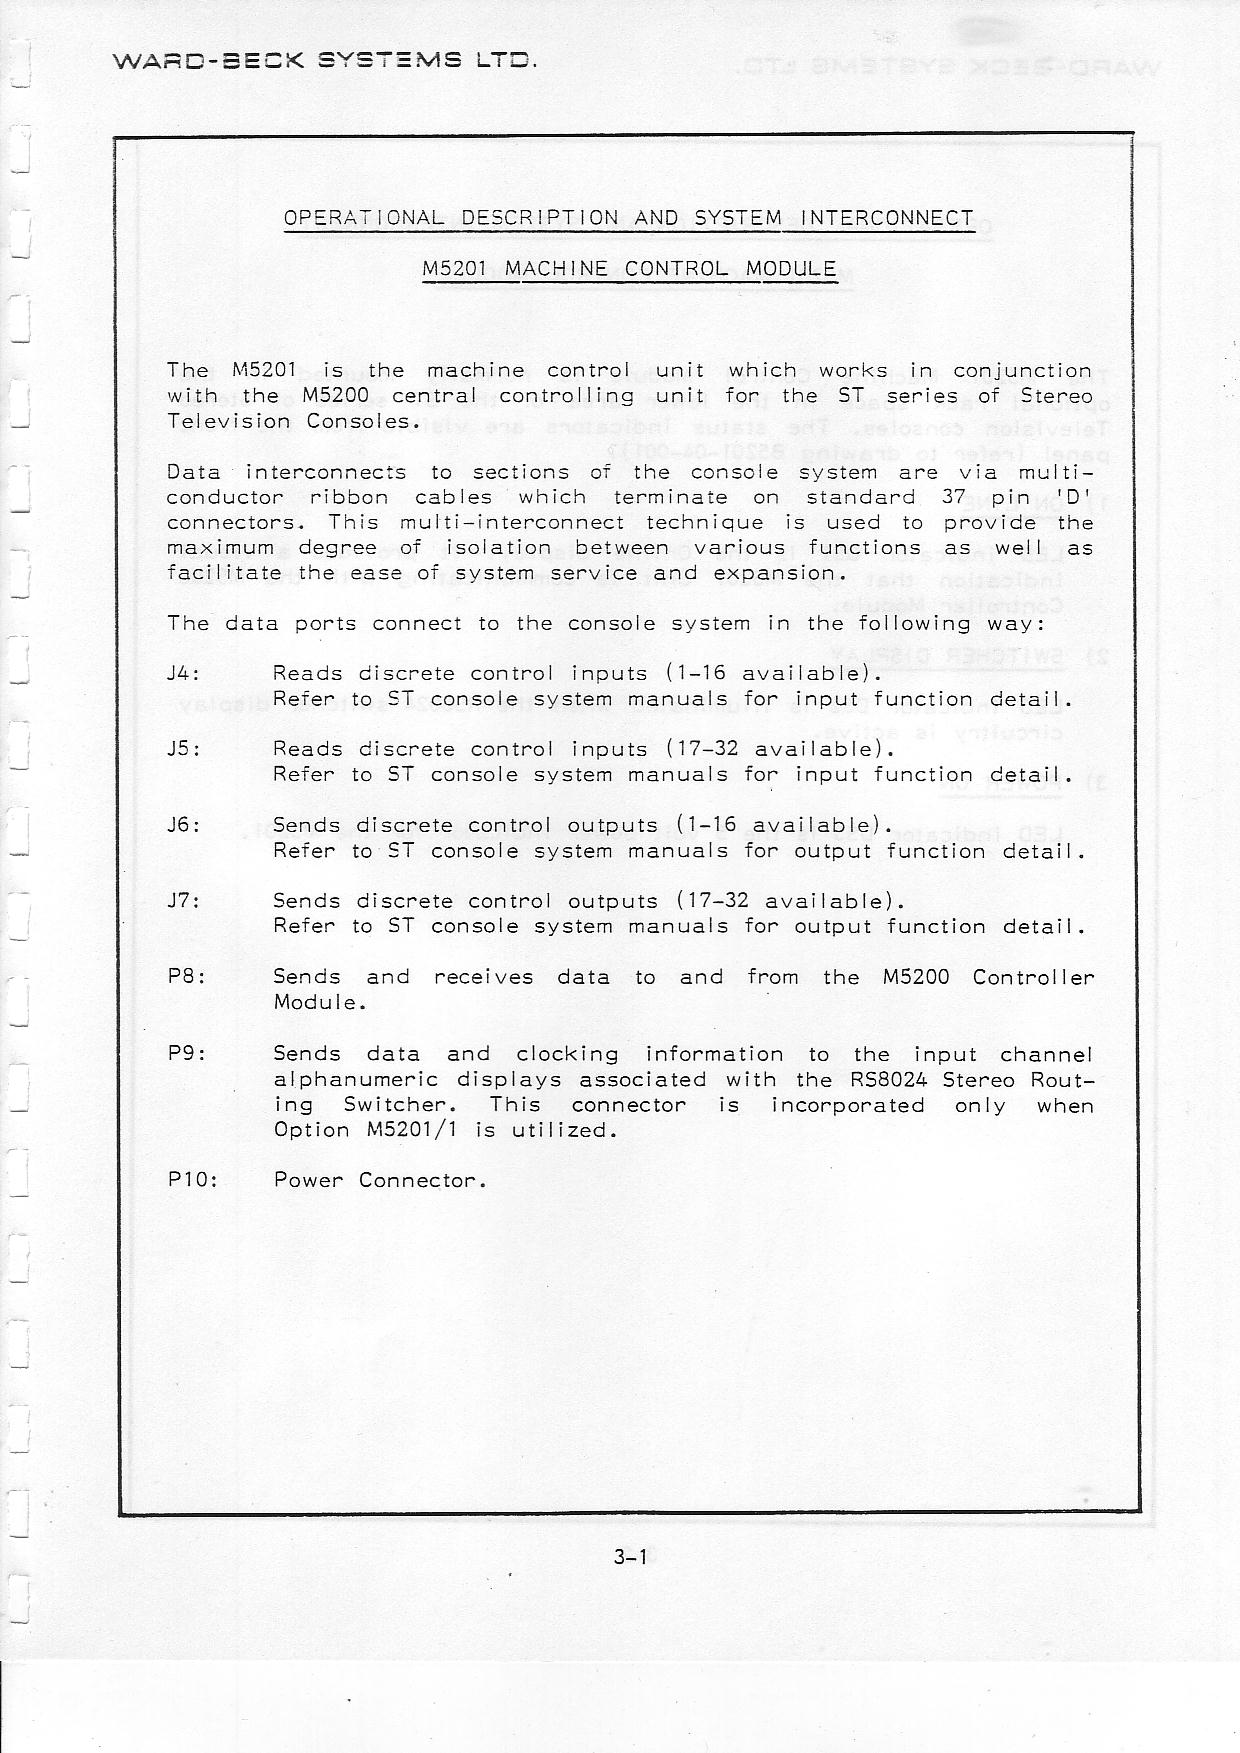 WARD-BECK SYSTEMS LTD.
OPERATIONAL DESCRIPTION AND SYSTEM INTERCONNECT
M5201 MACHINE CONTROL MODULE
The M5201 is the machine control unit which works in conjunction
with the M5200 central controlling unit for the ST series of Stereo
Television Consoles.
Data interconnects to sections of the console system are via multi-
conductor ribbon cables which terminate on standard 37 pin 'D'
connectors. This multi-interconnect technique is used to provide the
maximum degree of isolation between various functions as well as
facilitate the ease of system service and expansion.
The data ports connect to the console system in the following way:
J4: Reads discrete control inputs (1-16 available).
Refer to ST console system manuals for input function detail.
J5: Reads discrete control inputs (17-32 available).
Refer to ST console system manuals for input function detail.
J6: Sends discrete control outputs (1-16 available).
Refer to ST console system manuals for output function detail.
J7: Sends discrete control outputs (17-32 available).
Refer to ST console system manuals for output function detail.
P8: Sends and receives data to and from the M5200 Controller
Module.
P9: Sends data and clocking information to the input channel
alphanumeric displays associated with the RS8024 Stereo Rout-
ing Switcher. This connector is incorporated only when
Option M5201/1 is utilized.
P10: Power Connector.
3-1